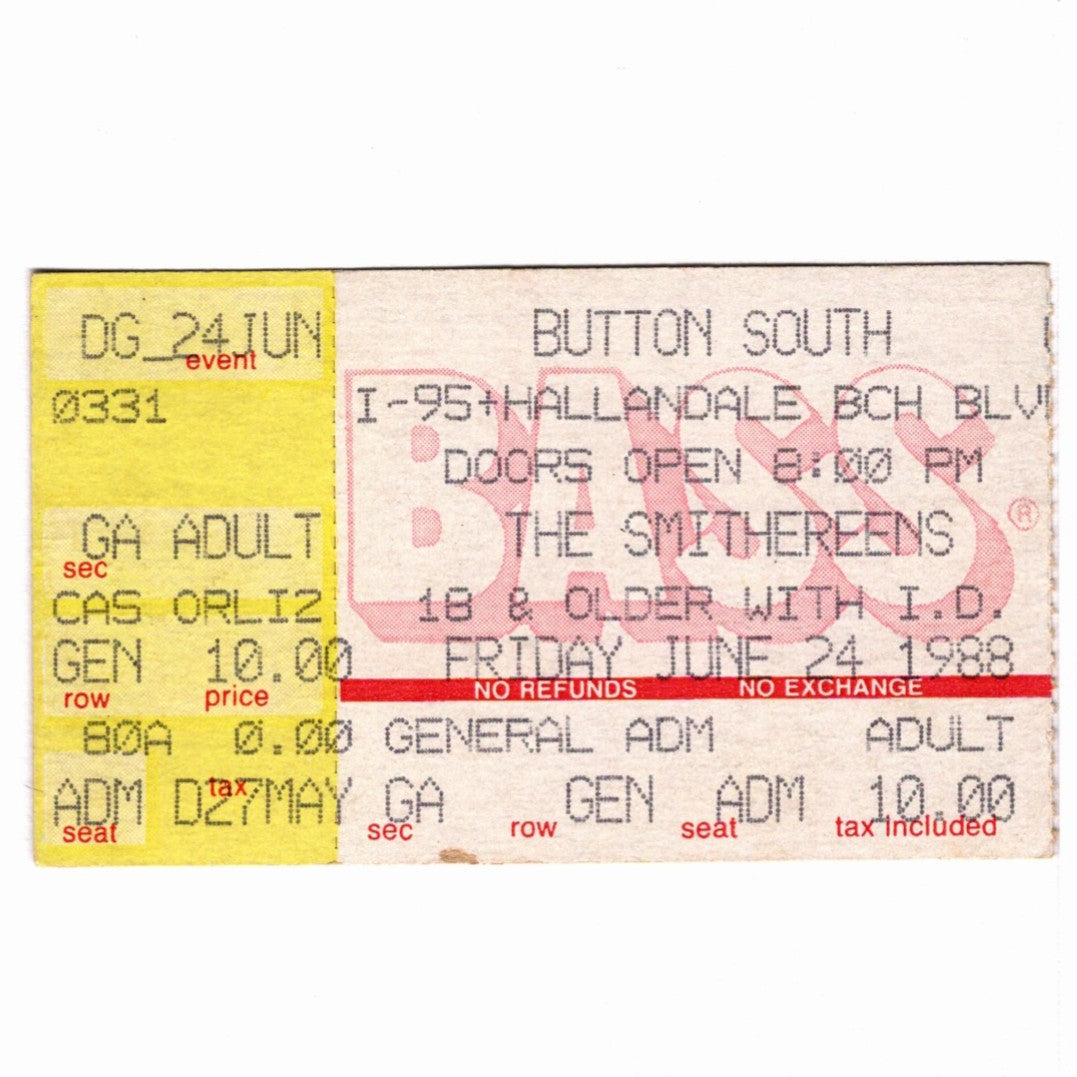 DG_24JUN
event
0331
GA ADULT
sec
CAS ORLIZ
GEN 10.00
row price
80A 0.00
tax
ADM D27MAY
seat
BUTTON SOUTH
I-95+HALLANDALE BCH BLV
BASS®
DOORS OPEN 8:00 PM
THE SMITHEREENS
18 & OLDER WITH I.D.
FRIDAY JUNE 24 1988
NO REFUNDS NO EXCHANGE
GENERAL ADM ADULT
GA GEN ADM 10.00
sec row seat tax included